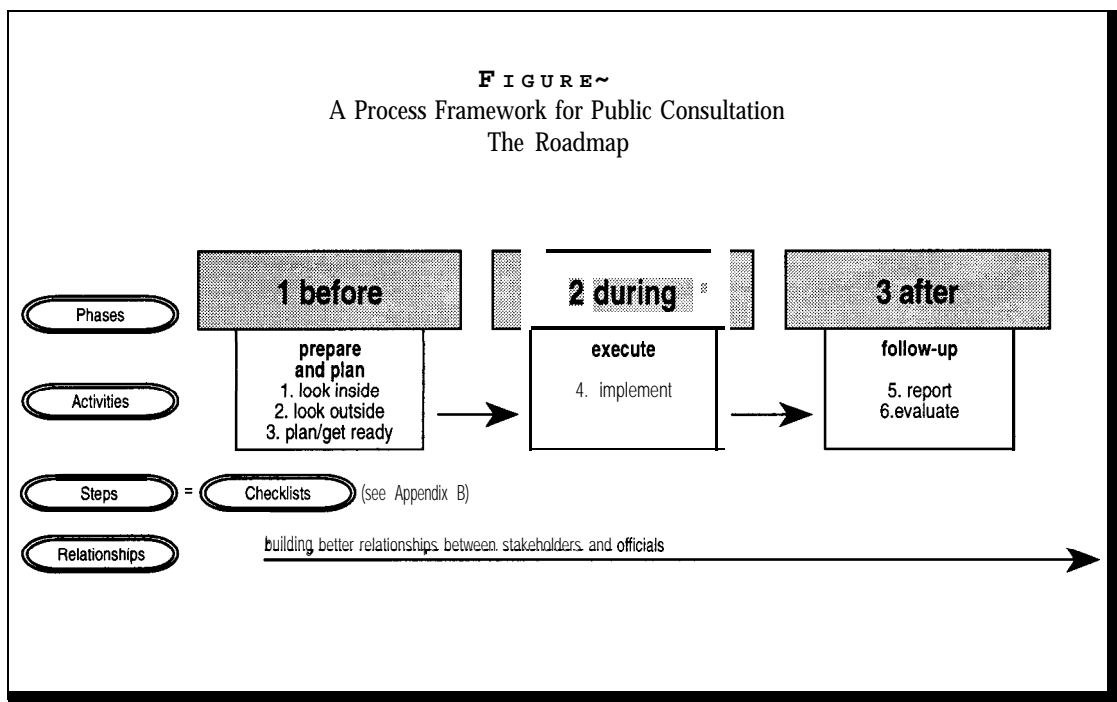 FIGURE~
A Process Framework for Public Consultation
The Roadmap
Phases
1 before
2 during
3 after
Activities
prepare
and plan
1. look inside
2. look outside
3. plan/get ready
execute
4. implement
follow-up
5. report
6.evaluate
Steps = Checklists (see Appendix B)
Relationships
building better relationships between stakeholders and officials